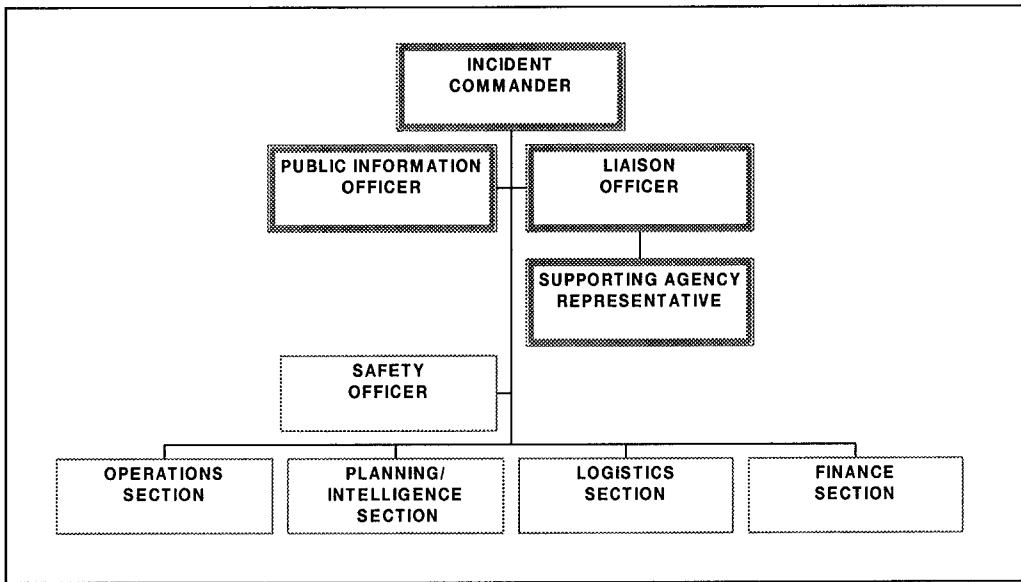 INCIDENT
COMMANDER
PUBLIC INFORMATION
OFFICER
LIAISON
OFFICER
SUPPORTING AGENCY
REPRESENTATIVE
SAFETY
OFFICER
OPERATIONS
SECTION
PLANNING/
INTELLIGENCE
SECTION
LOGISTICS
SECTION
FINANCE
SECTION